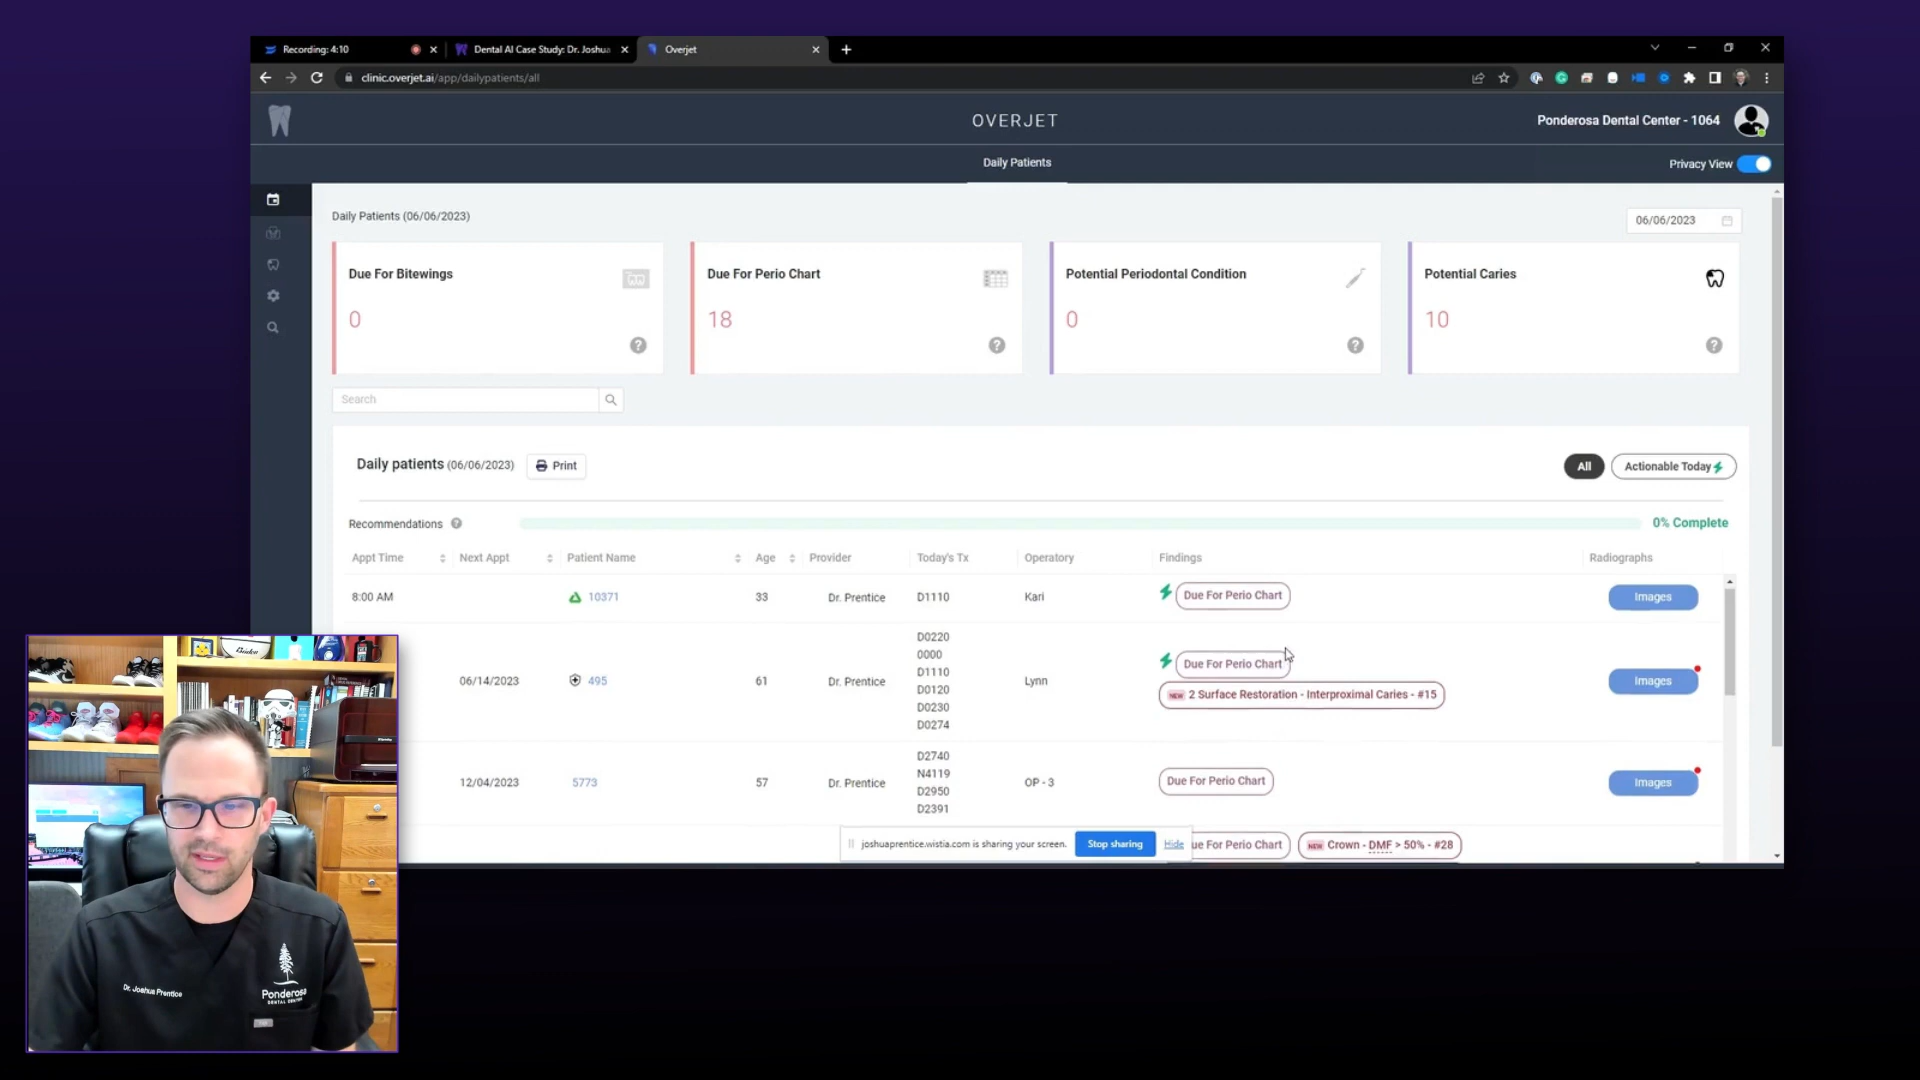 Recording: 4:10
Dental AI Case Study: Dr. Joshua
Overjet
clinic.overjet.ai/app/dailypatients/all
OVERJET
Ponderosa Dental Center - 1064
Daily Patients
Privacy View
Daily Patients (06/06/2023)
06/06/2023
Due For Bitewings
0
Due For Perio Chart
18
Potential Periodontal Condition
0
Potential Caries
10
Search
Daily patients (06/06/2023)
Print
All
Actionable Today
Recommendations
0% Complete
Appt Time
Next Appt
Patient Name
Age
Provider
Today's Tx
Operatory
Findings
Radiographs
8:00 AM
10371
33
Dr. Prentice
D1110
Kari
Due For Perio Chart
Images
06/14/2023
495
61
Dr. Prentice
D0220
0000
D1110
D0120
D0230
D0274
Lynn
Due For Perio Chart
NEW 2 Surface Restoration - Interproximal Caries - #15
Images
12/04/2023
5773
57
Dr. Prentice
D2740
N4119
D2950
D2391
OP - 3
Due For Perio Chart
Images
joshuaprentice.wistia.com is sharing your screen.
Stop sharing
Hide
ue For Perio Chart
NEW Crown - DMF > 50% - #28
Dr. Joshua Prentice
Ponderosa
DENTAL CENTER